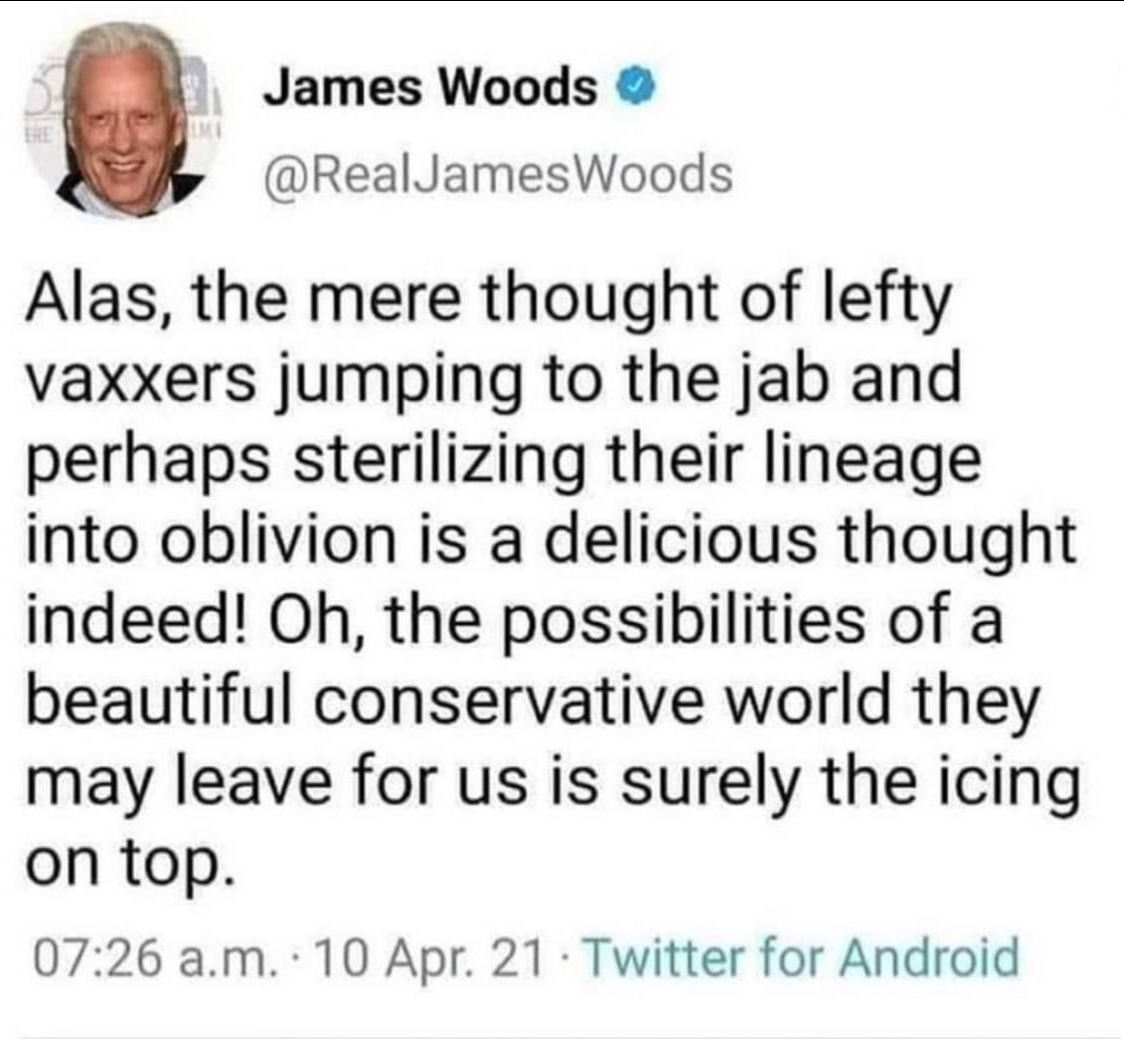 James Woods
@RealJamesWoods
Alas, the mere thought of lefty
vaxxers jumping to the jab and
perhaps sterilizing their lineage
into oblivion is a delicious thought
indeed! Oh, the possibilities of a
beautiful conservative world they
may leave for us is surely the icing
on top.
07:26 a.m. · 10 Apr. 21 · Twitter for Android